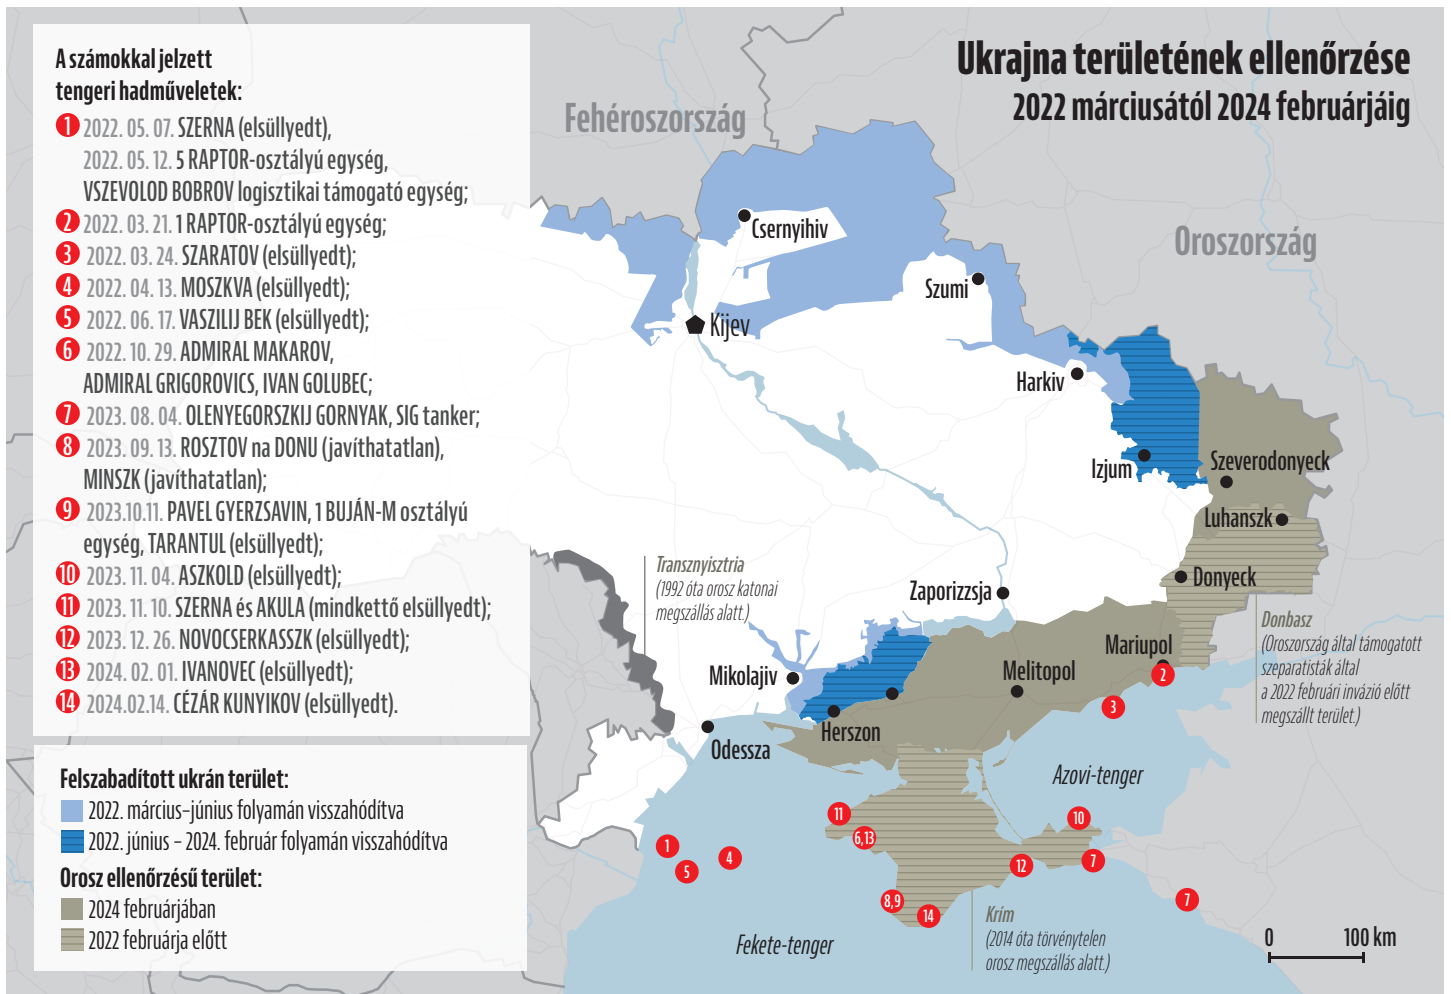 Ukrajna területének ellenőrzése
2022 márciusától 2024 februárjáig
A számokkal jelzett
tengeri hadműveletek:
1 2022. 05. 07. SZERNA (elsüllyedt),
2022. 05. 12. 5 RAPTOR-osztályú egység,
VSZEVOLOD BOBROV logisztikai támogató egység;
2 2022. 03. 21. 1 RAPTOR-osztályú egység;
3 2022. 03. 24. SZARATOV (elsüllyedt);
4 2022. 04. 13. MOSZKVA (elsüllyedt);
5 2022. 06. 17. VASZILIJ BEK (elsüllyedt);
6 2022. 10. 29. ADMIRAL MAKAROV,
ADMIRAL GRIGOROVICS, IVAN GOLUBEC;
7 2023. 08. 04. OLENYEGORSZKIJ GORNYAK, SIG tanker;
8 2023. 09. 13. ROSZTOV na DONU (javíthatatlan),
MINSZK (javíthatatlan);
9 2023.10.11. PAVEL GYERZSAVIN, 1 BUJÁN-M osztályú
egység, TARANTUL (elsüllyedt);
10 2023. 11. 04. ASZKOLD (elsüllyedt);
11 2023. 11. 10. SZERNA és AKULA (mindkettő elsüllyedt);
12 2023. 12. 26. NOVOCSERKASSZK (elsüllyedt);
13 2024. 02. 01. IVANOVEC (elsüllyedt);
14 2024.02.14. CÉZÁR KUNYIKOV (elsüllyedt).
Felszabadított ukrán terület:
2022. március–június folyamán visszahódítva
2022. június – 2024. február folyamán visszahódítva
Orosz ellenőrzésű terület:
2024 februárjában
2022 februárja előtt
Fehéroszország
Oroszország
Csernyihiv
Szumi
Kijev
Harkiv
Izjum
Szeverodonyeck
Luhanszk
Donyeck
Transznyisztria
(1992 óta orosz katonai
megszállás alatt.)
Zaporizzsja
Donbasz
(Oroszország által támogatott
szeparatisták által
a 2022 februári invázió előtt
megszállt terület.)
Mariupol
Mikolajiv
Melitopol
2
3
Herszon
Odessza
Azovi-tenger
11
10
6,13
1
4
5
12
7
8,9
14
7
Krím
(2014 óta törvénytelen
orosz megszállás alatt.)
Fekete-tenger
0 100 km